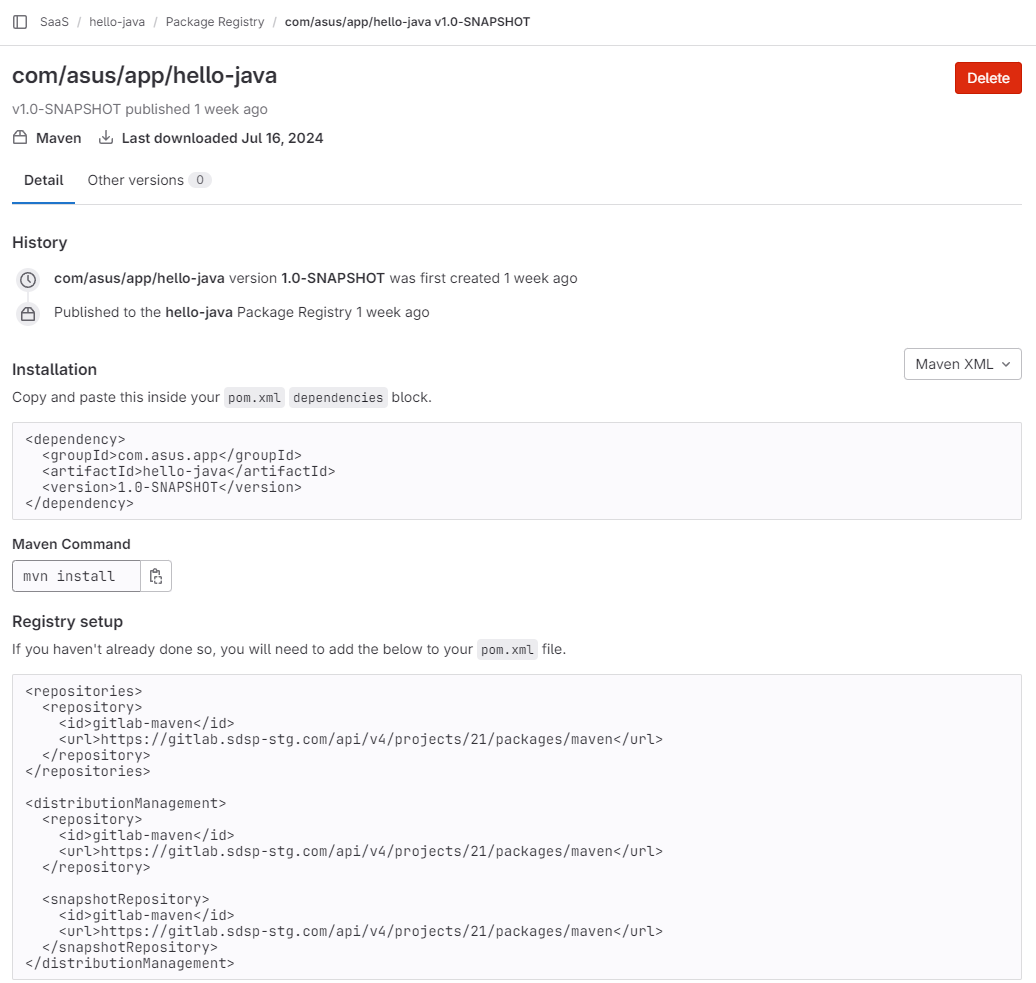 SaaS / hello-java / Package Registry / com/asus/app/hello-java v1.0-SNAPSHOT
com/asus/app/hello-java
Delete
v1.0-SNAPSHOT published 1 week ago
Maven Last downloaded Jul 16, 2024
Detail Other versions 0
History
com/asus/app/hello-java version 1.0-SNAPSHOT was first created 1 week ago
Published to the hello-java Package Registry 1 week ago
Installation
Maven XML
Copy and paste this inside your pom.xml dependencies block.
<dependency>
  <groupId>com.asus.app</groupId>
  <artifactId>hello-java</artifactId>
  <version>1.0-SNAPSHOT</version>
</dependency>
Maven Command
mvn install
Registry setup
If you haven't already done so, you will need to add the below to your pom.xml file.
<repositories>
  <repository>
    <id>gitlab-maven</id>
    <url>https://gitlab.sdsp-stg.com/api/v4/projects/21/packages/maven</url>
  </repository>
</repositories>
<distributionManagement>
  <repository>
    <id>gitlab-maven</id>
    <url>https://gitlab.sdsp-stg.com/api/v4/projects/21/packages/maven</url>
  </repository>
  <snapshotRepository>
    <id>gitlab-maven</id>
    <url>https://gitlab.sdsp-stg.com/api/v4/projects/21/packages/maven</url>
  </snapshotRepository>
</distributionManagement>